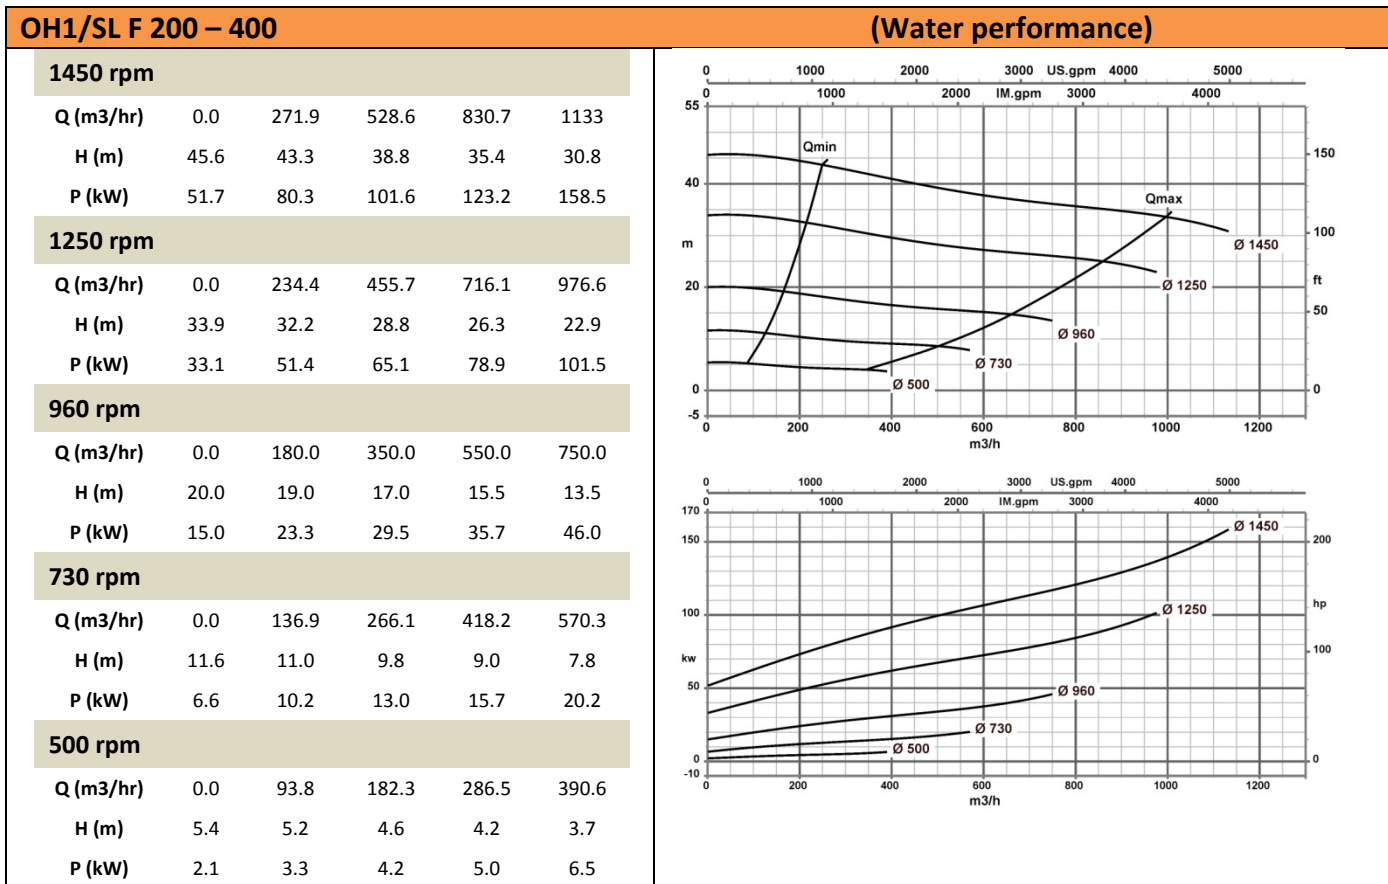 OH1/SL F 200 – 400 (Water performance)
1450 rpm
Q (m3/hr) 0.0 271.9 528.6 830.7 1133
H (m) 45.6 43.3 38.8 35.4 30.8
P (kW) 51.7 80.3 101.6 123.2 158.5
1250 rpm
Q (m3/hr) 0.0 234.4 455.7 716.1 976.6
H (m) 33.9 32.2 28.8 26.3 22.9
P (kW) 33.1 51.4 65.1 78.9 101.5
960 rpm
Q (m3/hr) 0.0 180.0 350.0 550.0 750.0
H (m) 20.0 19.0 17.0 15.5 13.5
P (kW) 15.0 23.3 29.5 35.7 46.0
730 rpm
Q (m3/hr) 0.0 136.9 266.1 418.2 570.3
H (m) 11.6 11.0 9.8 9.0 7.8
P (kW) 6.6 10.2 13.0 15.7 20.2
500 rpm
Q (m3/hr) 0.0 93.8 182.3 286.5 390.6
H (m) 5.4 5.2 4.6 4.2 3.7
P (kW) 2.1 3.3 4.2 5.0 6.5
0 1000 2000 3000 US.gpm 4000 5000
0 1000 2000 IM.gpm 3000 4000
55
Qmin
150
40
Qmax
100
m
Ø 1450
ft
20
Ø 1250
50
Ø 960
Ø 730
Ø 500
0 0
-5
0 200 400 600 800 1000 1200
m3/h
0 1000 2000 3000 US.gpm 4000 5000
0 1000 2000 IM.gpm 3000 4000
170
Ø 1450
150 200
100
Ø 1250
hp
kw
100
50
Ø 960
Ø 730
Ø 500
0 0
-10
0 200 400 600 800 1000 1200
m3/h